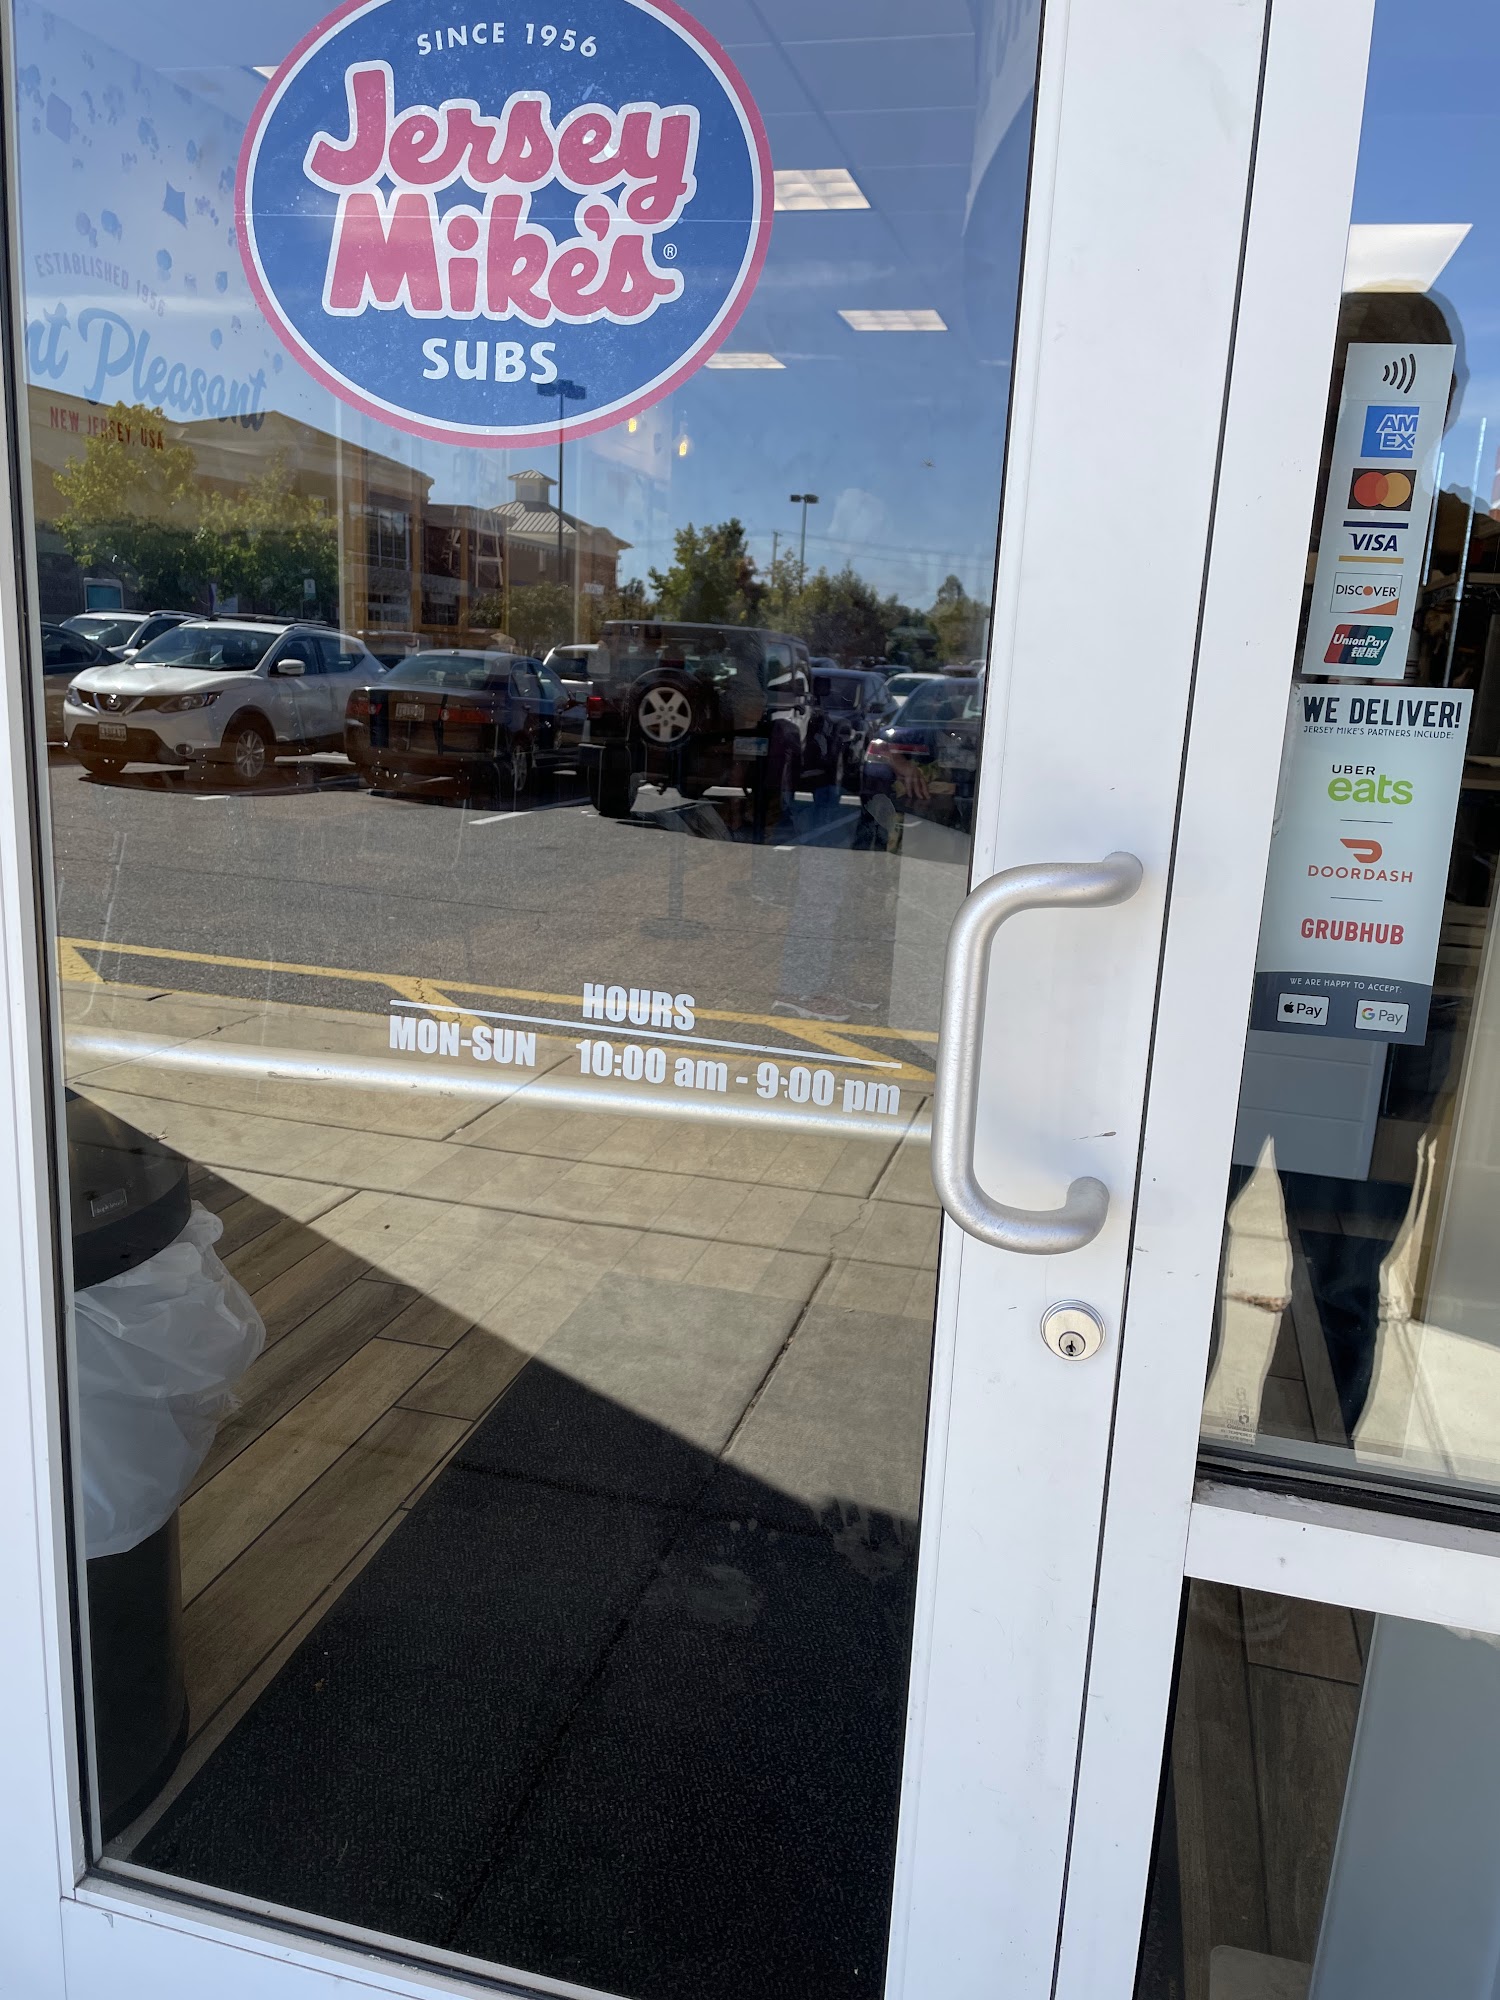 SINCE 1956
Jersey
Mike's®
SUBS
ESTABLISHED 1956
nt Pleasant
NEW JERSEY, USA
HOURS
MON-SUN 10:00 am - 9:00 pm
AM
EX
VISA
DISCOVER
UnionPay
银联
WE DELIVER!
JERSEY MIKE'S PARTNERS INCLUDE:
UBER
eats
DOORDASH
GRUBHUB
WE ARE HAPPY TO ACCEPT:
Pay
G Pay